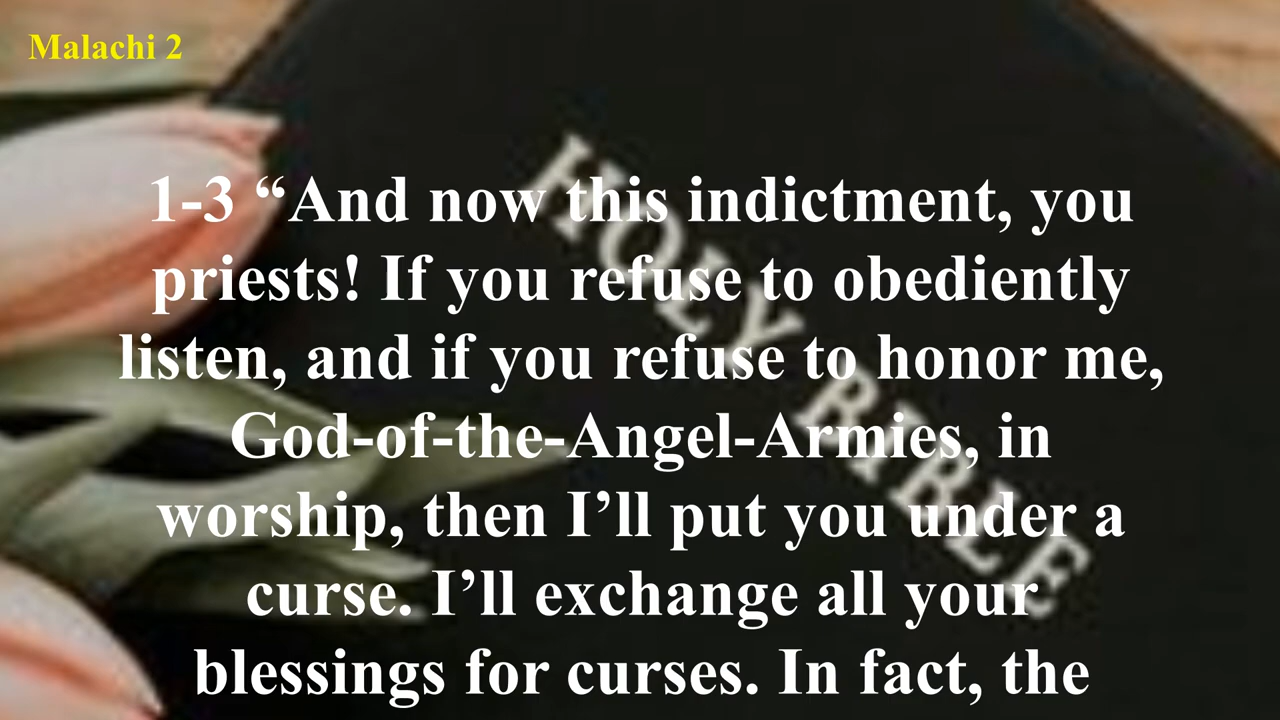 Malachi 2
HOLY BIBLE
1-3 “And now this indictment, you
priests! If you refuse to obediently
listen, and if you refuse to honor me,
God-of-the-Angel-Armies, in
worship, then I’ll put you under a
curse. I’ll exchange all your
blessings for curses. In fact, the